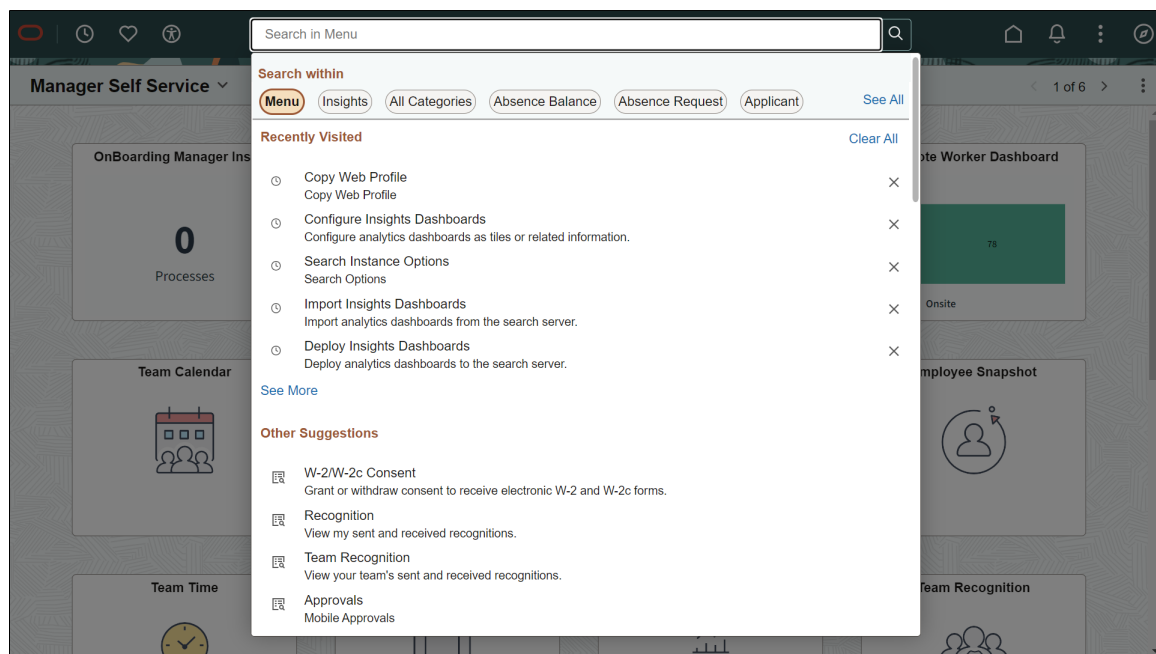 Search in Menu
Manager Self Service
1 of 6
Search within
Menu
Insights
All Categories
Absence Balance
Absence Request
Applicant
See All
Recently Visited
Clear All
Copy Web Profile
Copy Web Profile
Configure Insights Dashboards
Configure analytics dashboards as tiles or related information.
Search Instance Options
Search Options
Import Insights Dashboards
Import analytics dashboards from the search server.
Deploy Insights Dashboards
Deploy analytics dashboards to the search server.
See More
Other Suggestions
W-2/W-2c Consent
Grant or withdraw consent to receive electronic W-2 and W-2c forms.
Recognition
View my sent and received recognitions.
Team Recognition
View your team's sent and received recognitions.
Approvals
Mobile Approvals
OnBoarding Manager Ins
0
Processes
ote Worker Dashboard
78
Onsite
Team Calendar
mployee Snapshot
Team Time
Team Recognition